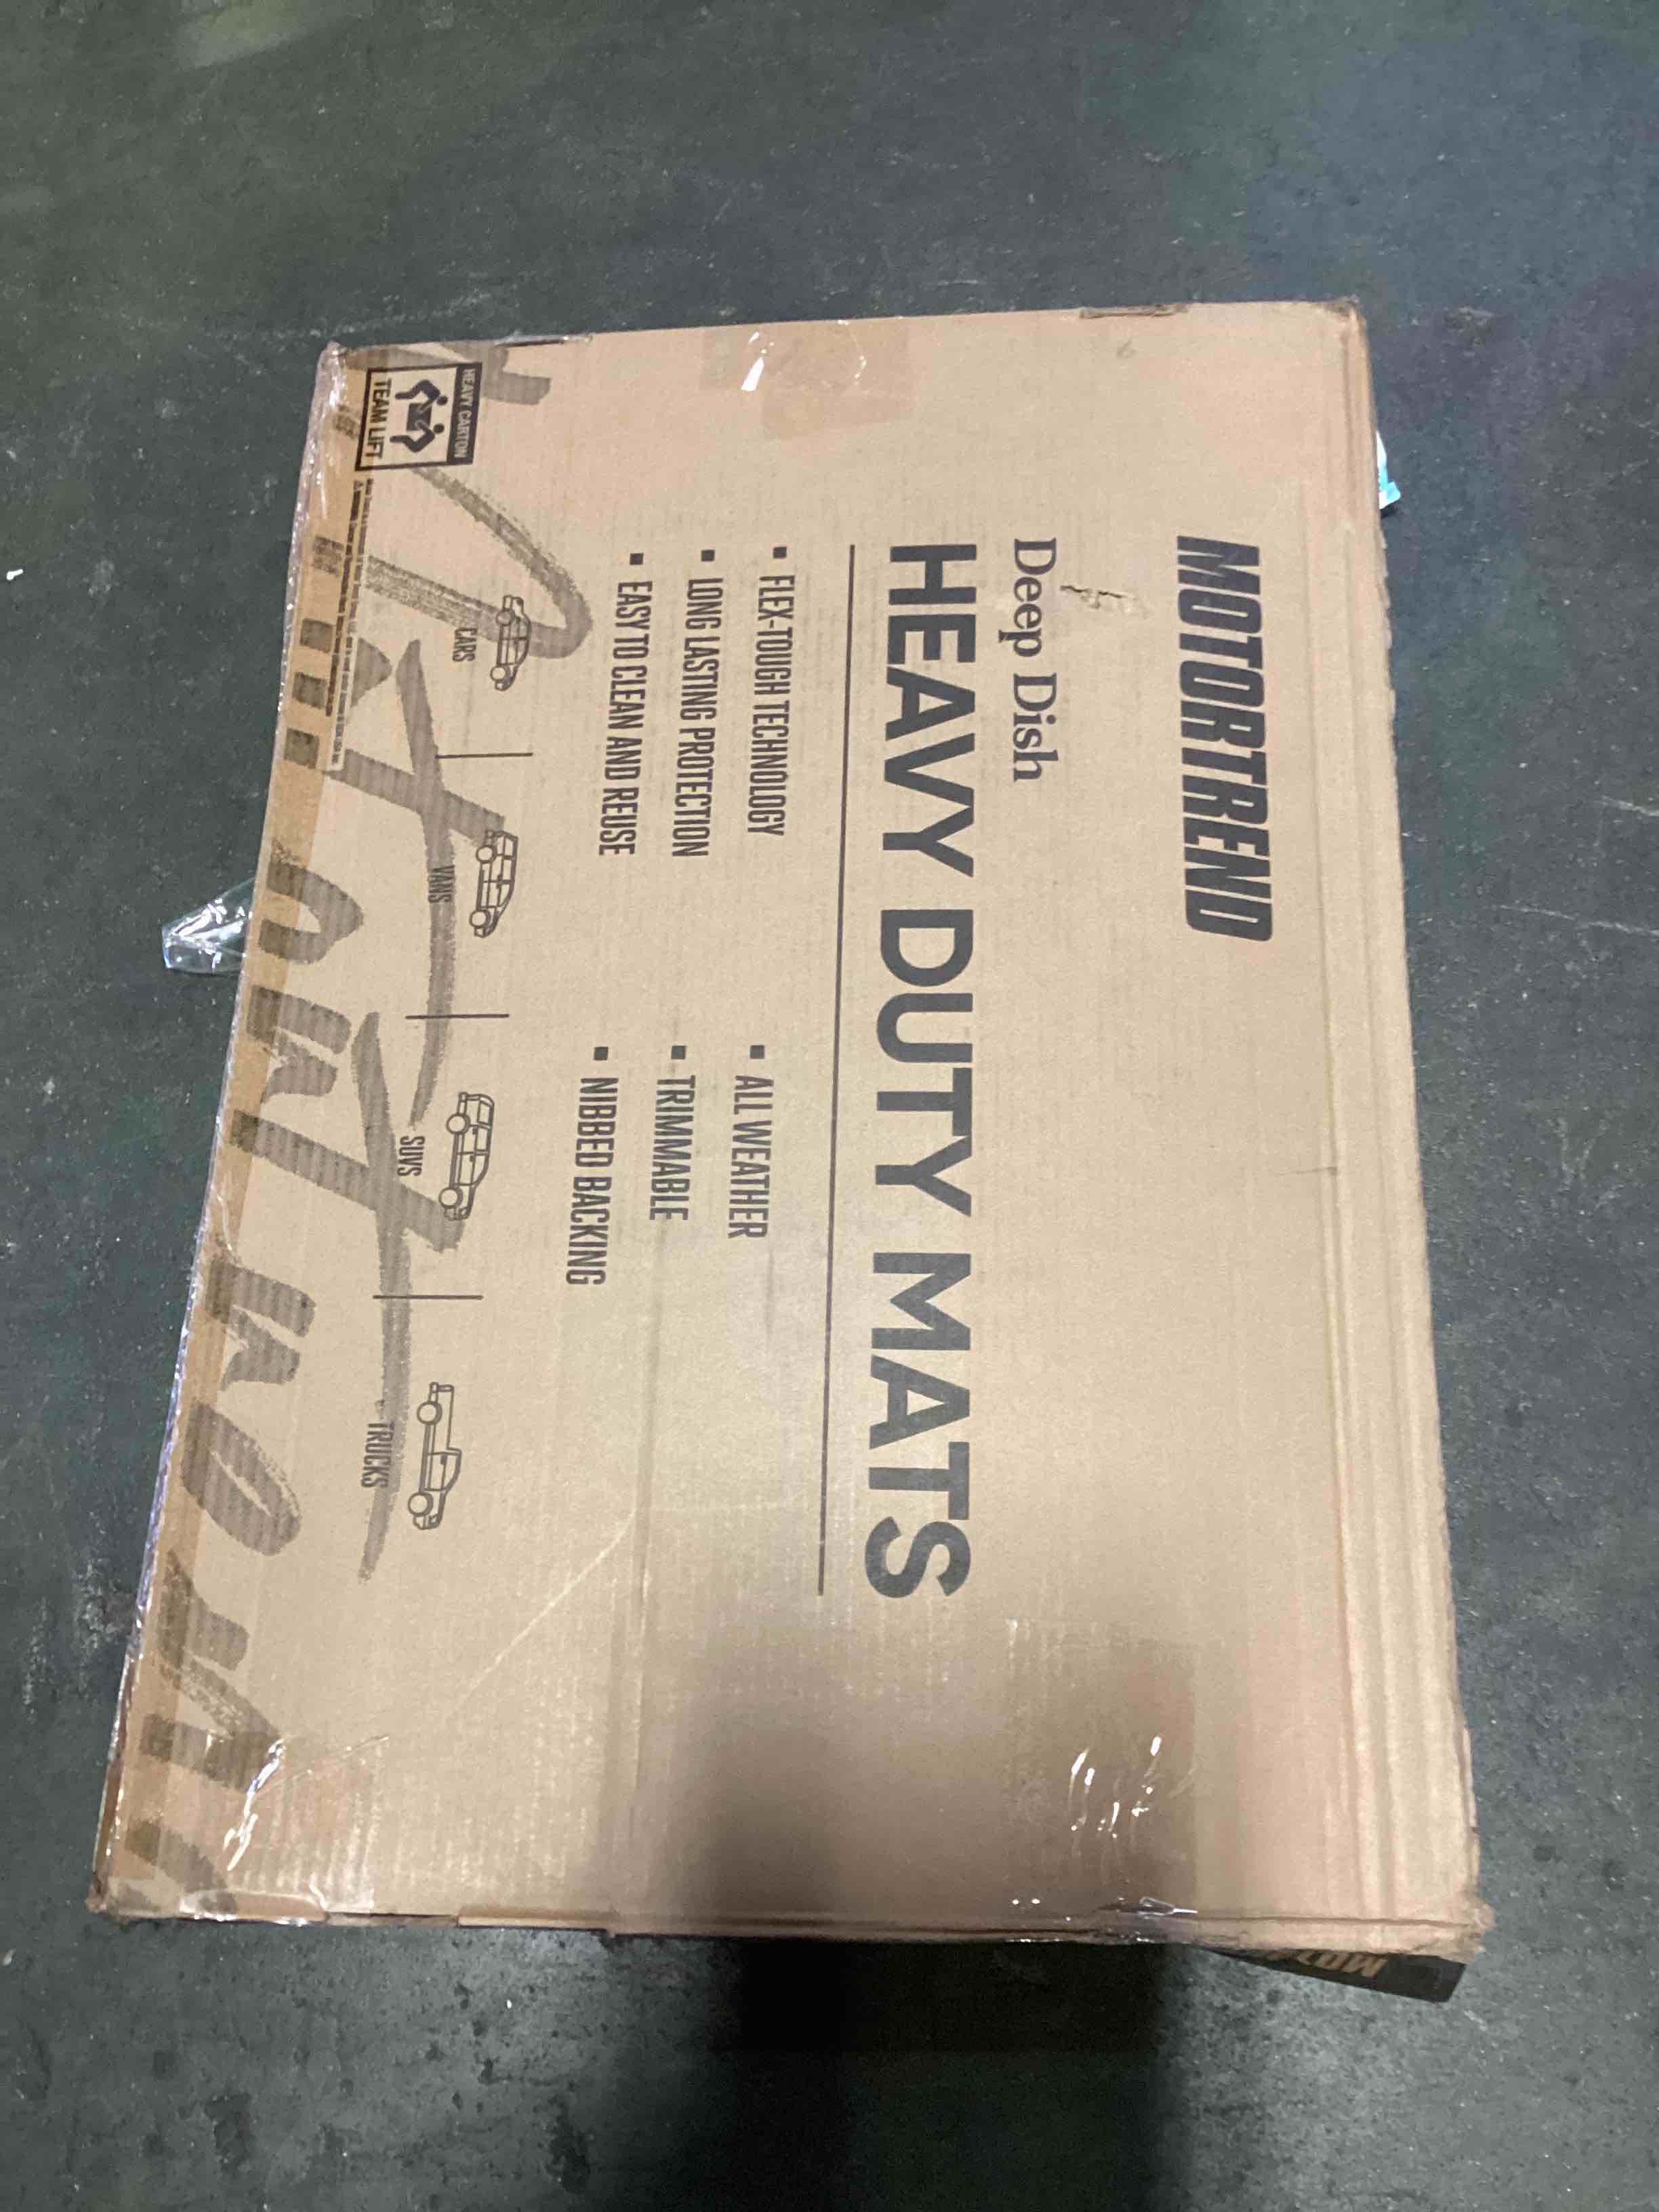 MOTORTREND
Deep Dish
HEAVY DUTY MATS
▪ FLEX-TOUGH TECHNOLOGY
▪ LONG LASTING PROTECTION
▪ EASY TO CLEAN AND REUSE
▪ ALL WEATHER
▪ TRIMMABLE
▪ NIBBED BACKING
CARS
VANS
SUVS
TRUCKS
HEAVY CARTON
TEAM LIFT